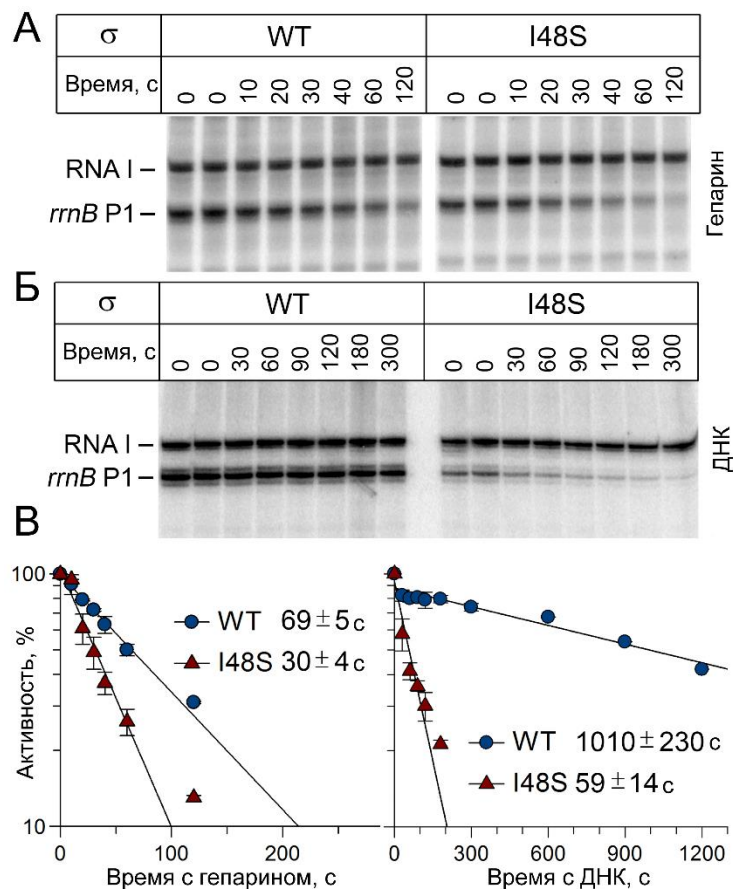 А
σ WT I48S
Время, с 0 0 10 20 30 40 60 120 0 0 10 20 30 40 60 120
RNA I
rrnB P1
Гепарин
Б
σ WT I48S
Время, с 0 0 30 60 90 120 180 300 0 0 30 60 90 120 180 300
RNA I
rrnB P1
ДНК
В
Активность, %
100
10
WT 69±5 с
I48S 30±4 с
0 100 200
Время с гепарином, с
WT 1010±230 с
I48S 59±14 с
0 300 600 900 1200
Время с ДНК, с